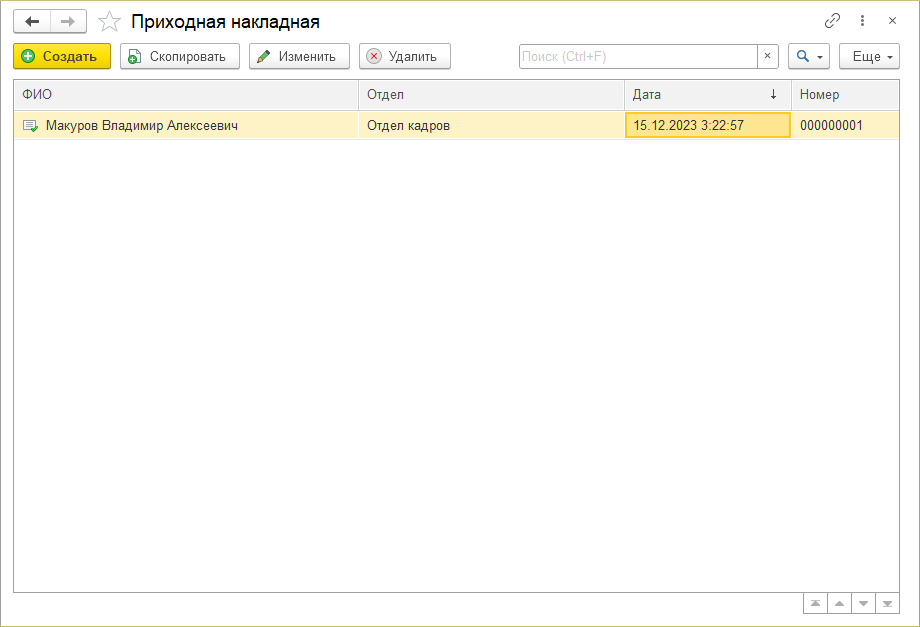 Приходная накладная
Создать Скопировать Изменить Удалить Поиск (Ctrl+F) × Еще
ФИО Отдел Дата ↓ Номер
Макуров Владимир Алексеевич Отдел кадров 15.12.2023 3:22:57 000000001